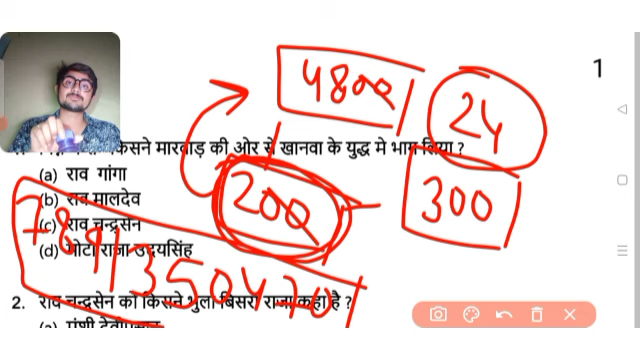 4800
24
1
किसने मारवाड़ की ओर से खानवा के युद्ध मे भाग लिया ?
(a) राव गांगा
200
300
(b) राव मालदेव
(c) राव चन्द्रसेन
(d) मोटा राजा उदयसिंह
7891350470
2. राव चन्द्रसेन को किसने भुला बिसरा राजा कहा है ?